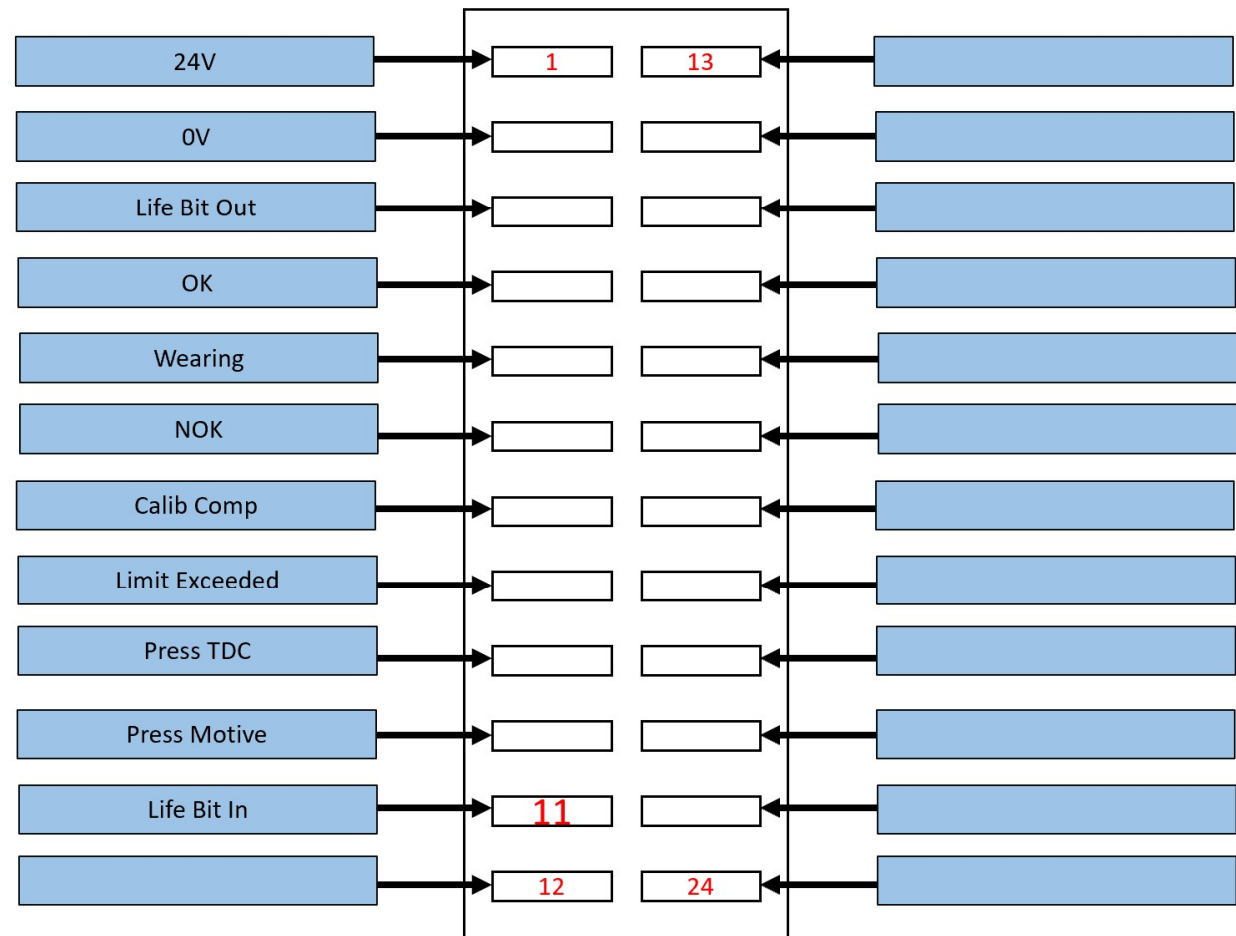 24V 1 13
0V
Life Bit Out
OK
Wearing
NOK
Calib Comp
Limit Exceeded
Press TDC
Press Motive
Life Bit In 11
12 24